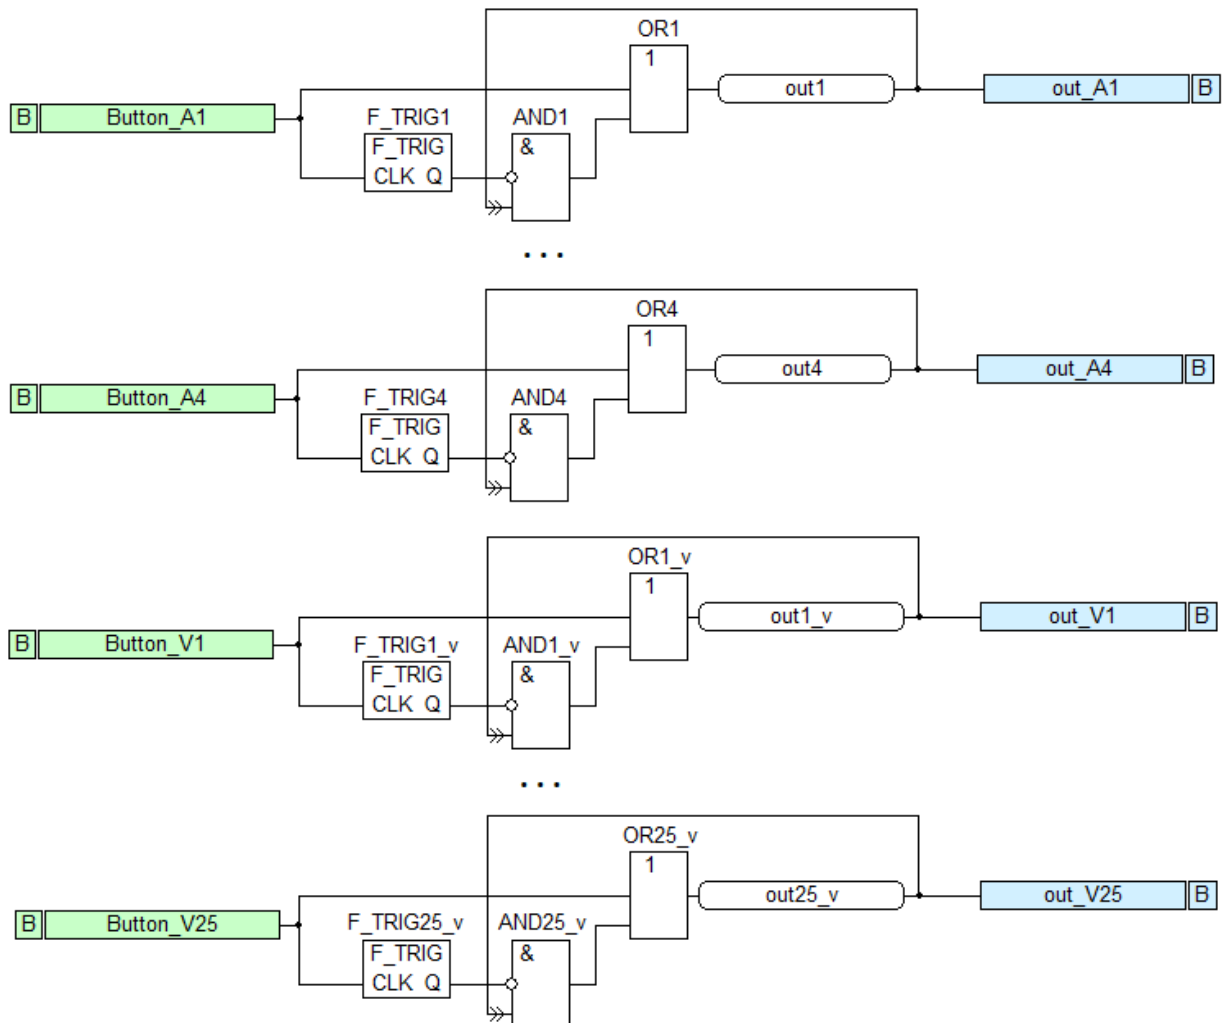 OR1
1
B Button_A1
out1
out_A1 B
F_TRIG1
AND1
F_TRIG
&
CLK Q
...
OR4
1
B Button_A4
out4
out_A4 B
F_TRIG4
AND4
F_TRIG
&
CLK Q
OR1_v
1
B Button_V1
out1_v
out_V1 B
F_TRIG1_v
AND1_v
F_TRIG
&
CLK Q
...
OR25_v
1
B Button_V25
out25_v
out_V25 B
F_TRIG25_v
AND25_v
F_TRIG
&
CLK Q